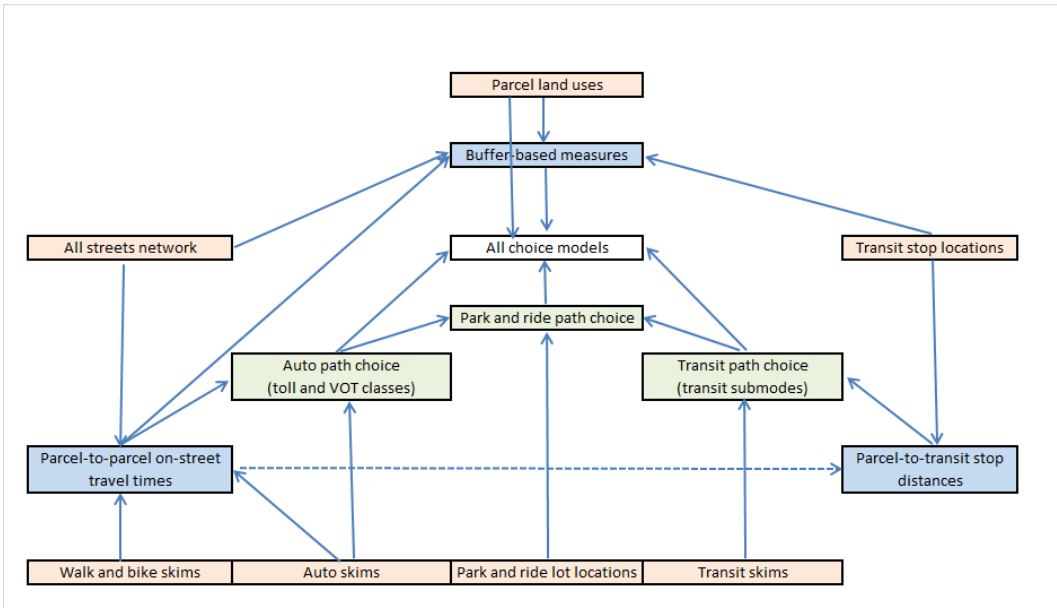 Parcel land uses
Buffer-based measures
All streets network
All choice models
Transit stop locations
Park and ride path choice
Auto path choice
(toll and VOT classes)
Transit path choice
(transit submodes)
Parcel-to-parcel on-street
travel times
Parcel-to-transit stop
distances
Walk and bike skims
Auto skims
Park and ride lot locations
Transit skims